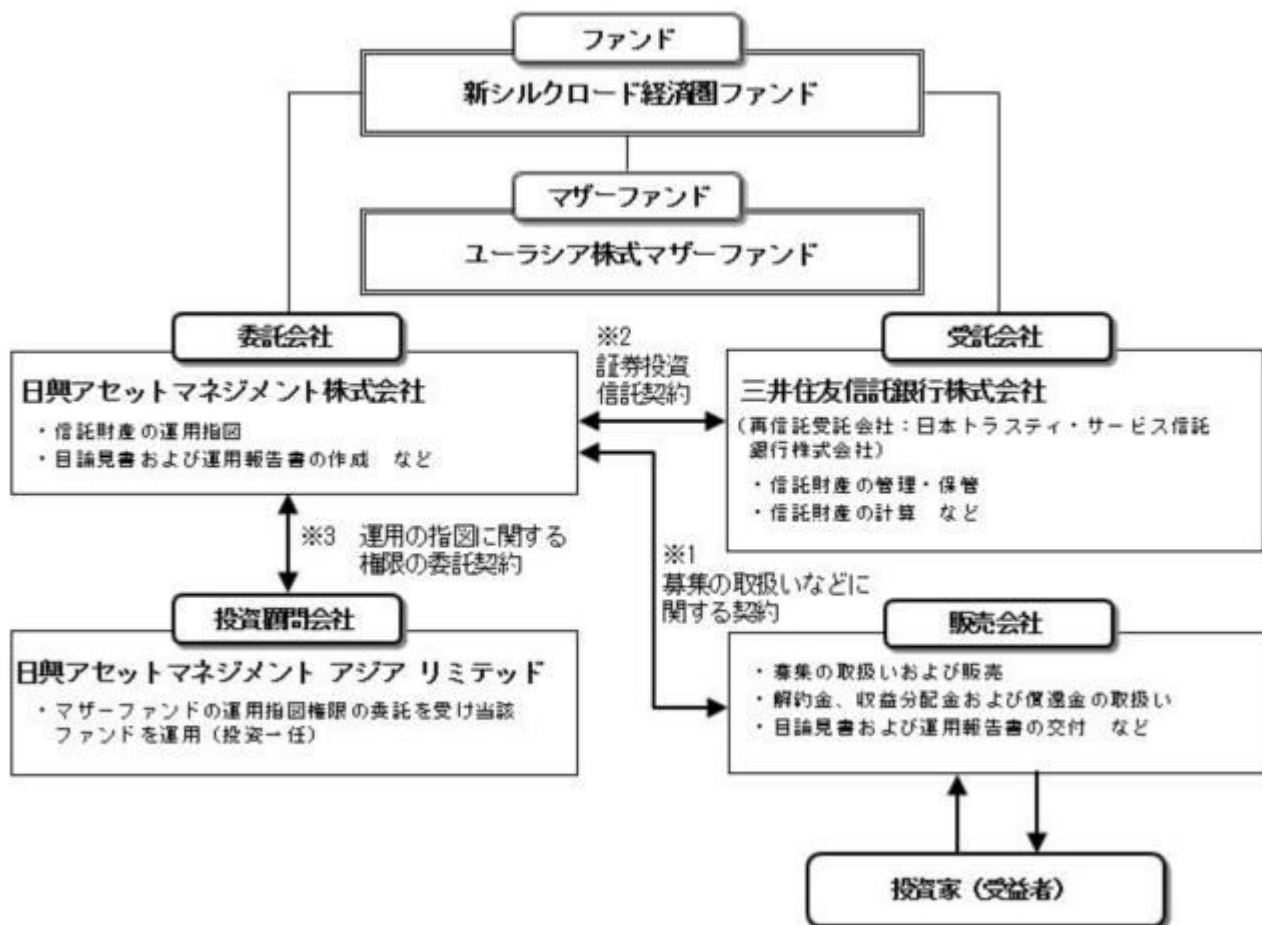 ファンド
新シルクロード経済圏ファンド
マザーファンド
ユーラシア株式マザーファンド
委託会社
日興アセットマネジメント株式会社
・信託財産の運用指図
・目論見書および運用報告書の作成　など
※2
証券投資
信託契約
受託会社
三井住友信託銀行株式会社
（再信託受託会社：日本トラスティ・サービス信託
銀行株式会社）
・信託財産の管理・保管
・信託財産の計算　など
※3　運用の指図に関する
権限の委託契約
※1
募集の取扱いなどに
関する契約
投資顧問会社
日興アセットマネジメント アジア リミテッド
・マザーファンドの運用指図権限の委託を受け当該
ファンドを運用（投資一任）
販売会社
・募集の取扱いおよび販売
・解約金、収益分配金および償還金の取扱い
・目論見書および運用報告書の交付　など
投資家（受益者）